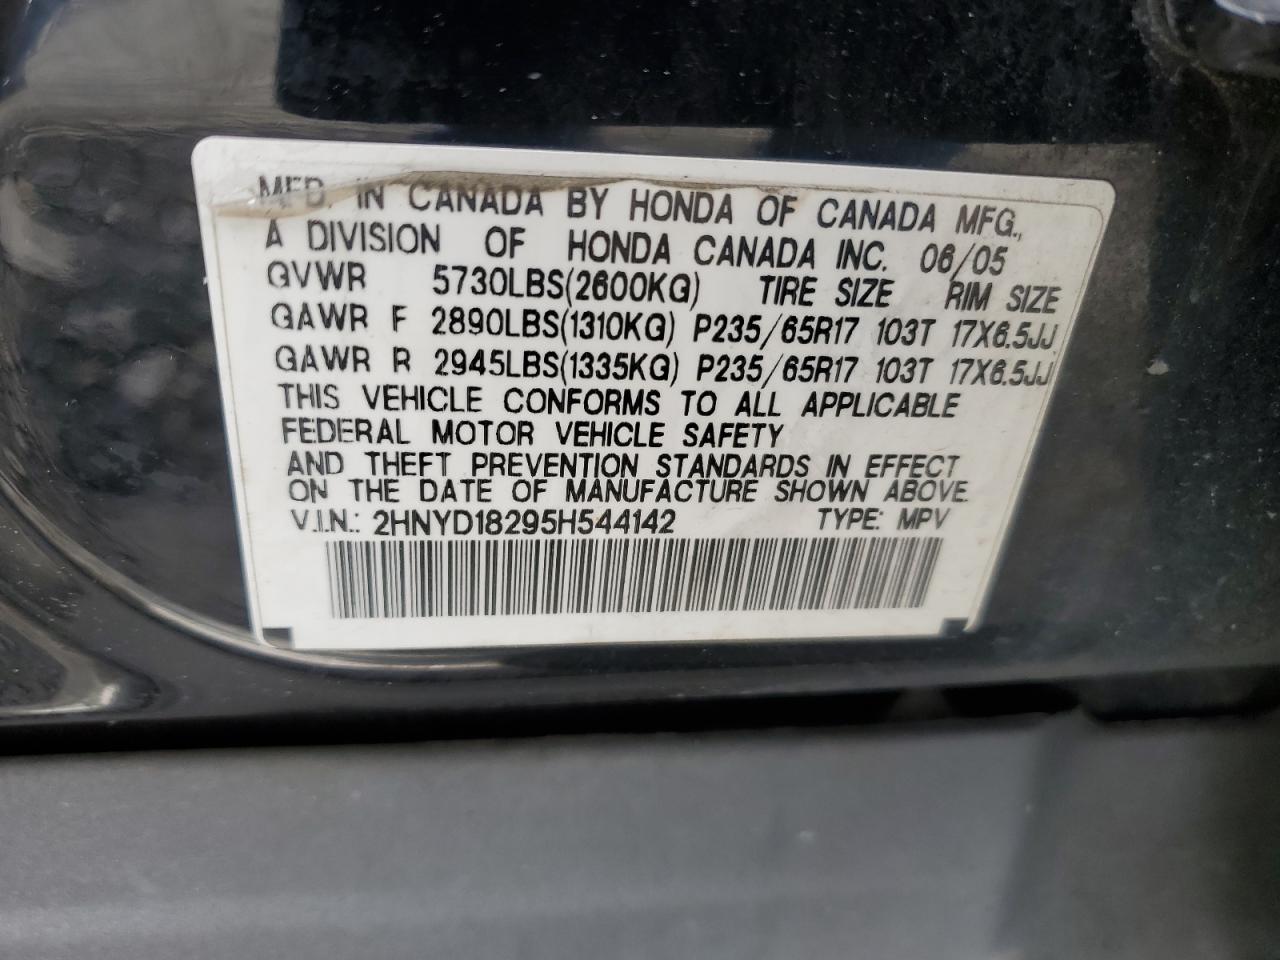 MFD. IN CANADA BY HONDA OF CANADA MFG.,
A DIVISION OF HONDA CANADA INC. 06/05
GVWR 5730LBS(2600KG) TIRE SIZE RIM SIZE
GAWR F 2890LBS(1310KG) P235/65R17 103T 17X6.5JJ
GAWR R 2945LBS(1335KG) P235/65R17 103T 17X6.5JJ
THIS VEHICLE CONFORMS TO ALL APPLICABLE
FEDERAL MOTOR VEHICLE SAFETY
AND THEFT PREVENTION STANDARDS IN EFFECT
ON THE DATE OF MANUFACTURE SHOWN ABOVE.
V.I.N.: 2HNYD18295H544142 TYPE: MPV